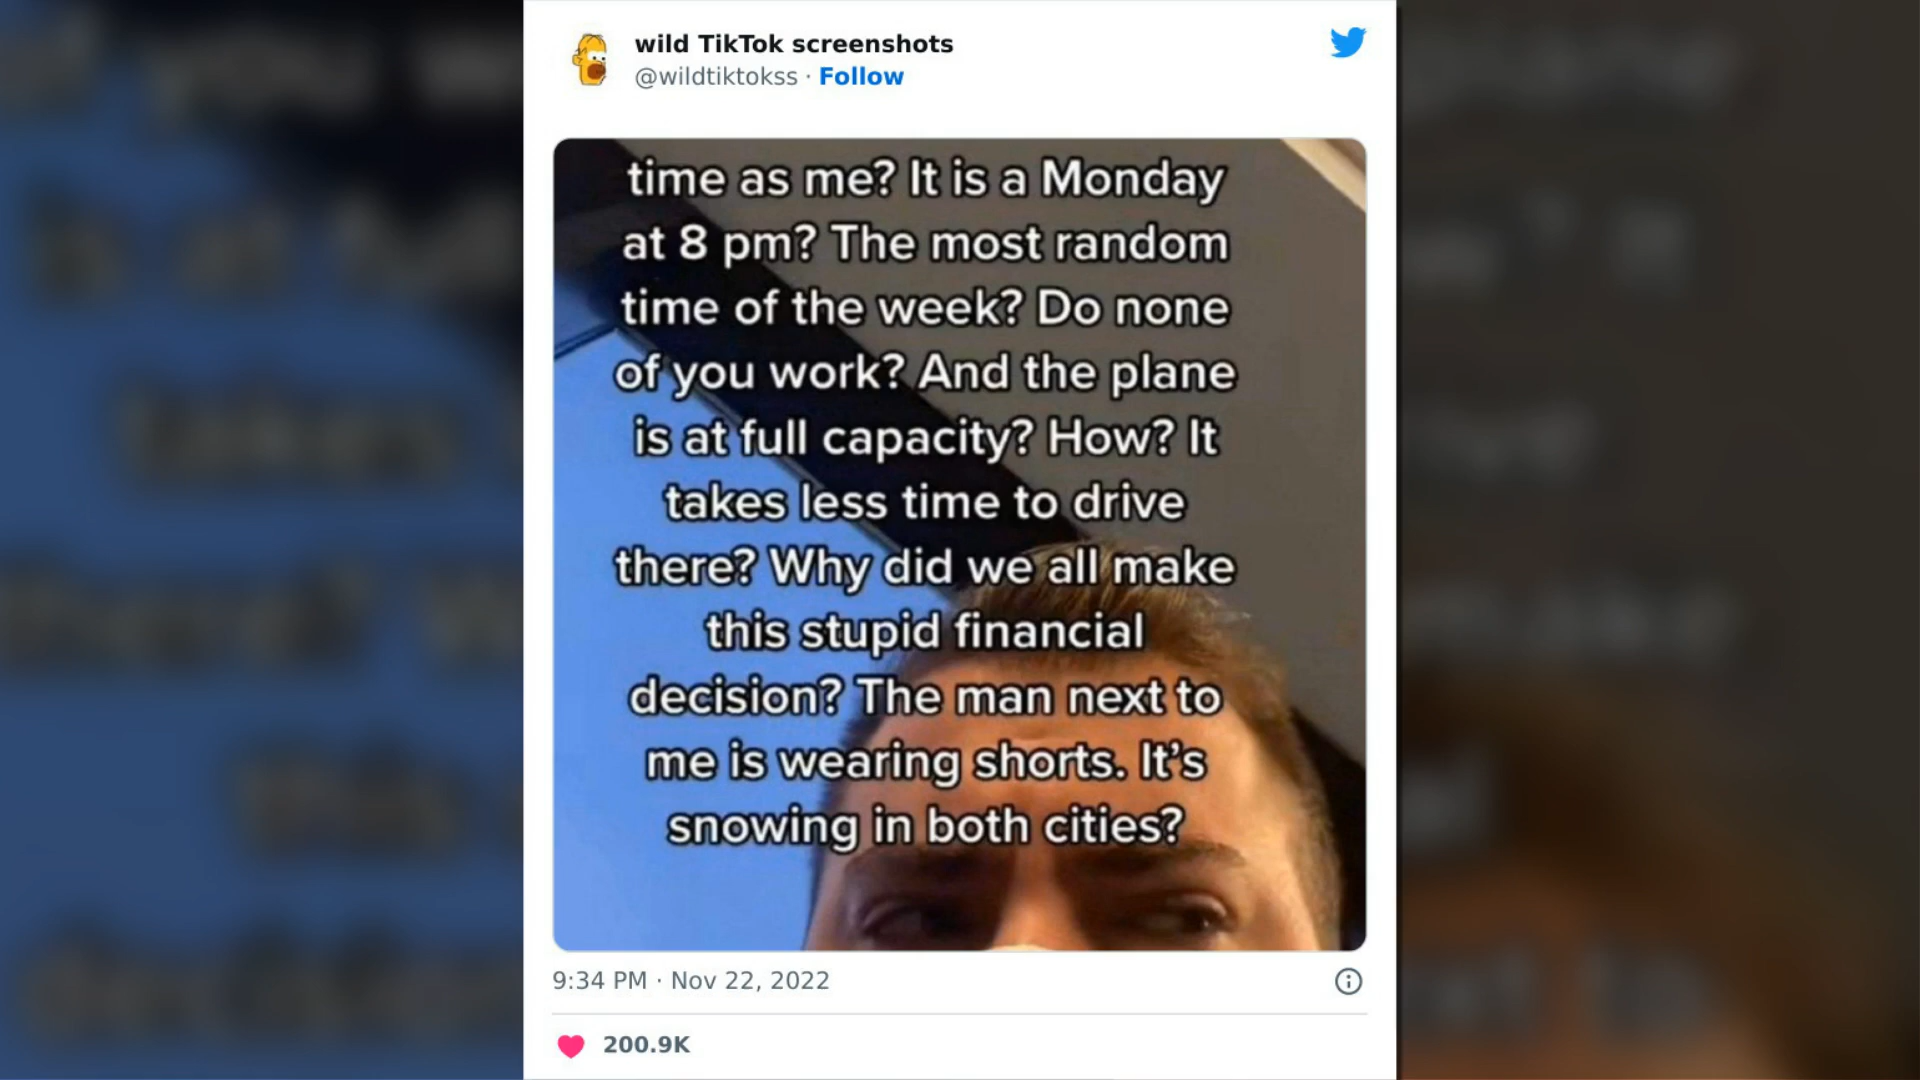 wild TikTok screenshots
@wildtiktokss · Follow
time as me? It is a Monday
at 8 pm? The most random
time of the week? Do none
of you work? And the plane
is at full capacity? How? It
takes less time to drive
there? Why did we all make
this stupid financial
decision? The man next to
me is wearing shorts. It's
snowing in both cities?
9:34 PM · Nov 22, 2022
200.9K